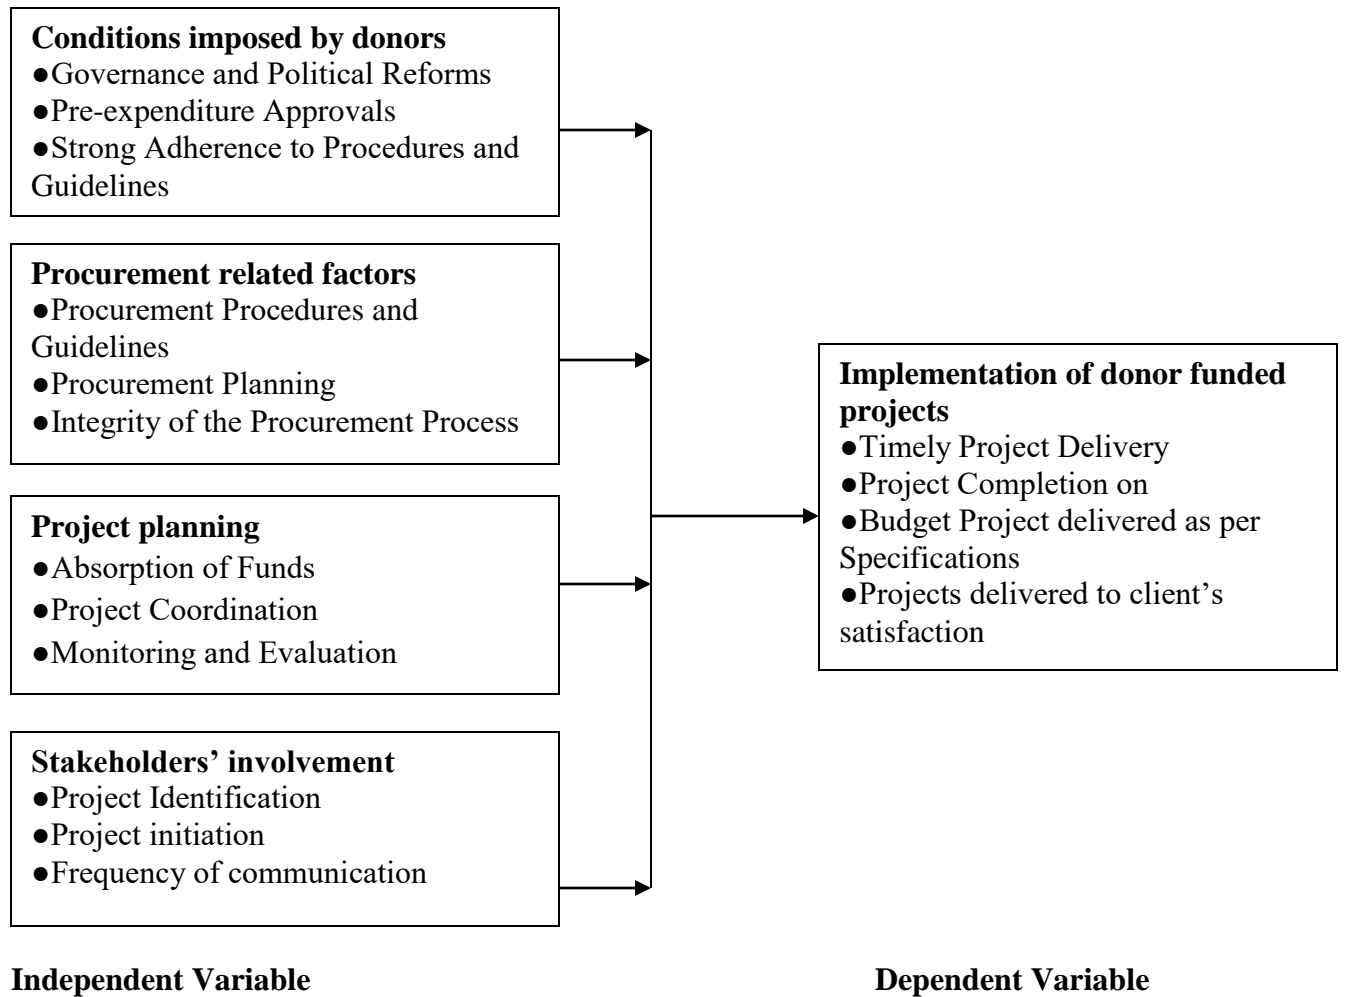 Conditions imposed by donors
●Governance and Political Reforms
●Pre-expenditure Approvals
●Strong Adherence to Procedures and
Guidelines
Procurement related factors
●Procurement Procedures and
Guidelines
●Procurement Planning
●Integrity of the Procurement Process
Project planning
●Absorption of Funds
●Project Coordination
●Monitoring and Evaluation
Stakeholders’ involvement
●Project Identification
●Project initiation
●Frequency of communication
Implementation of donor funded
projects
●Timely Project Delivery
●Project Completion on
●Budget Project delivered as per
Specifications
●Projects delivered to client’s
satisfaction
Independent Variable
Dependent Variable